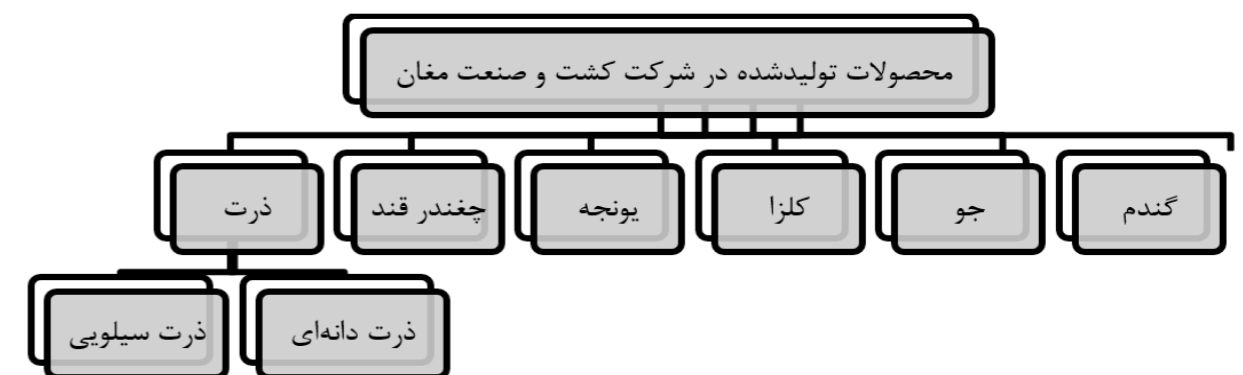 محصولات تولیدشده در شرکت کشت و صنعت مغان
گندم
جو
کلزا
یونجه
چغندر قند
ذرت
ذرت دانه‌ای
ذرت سیلویی